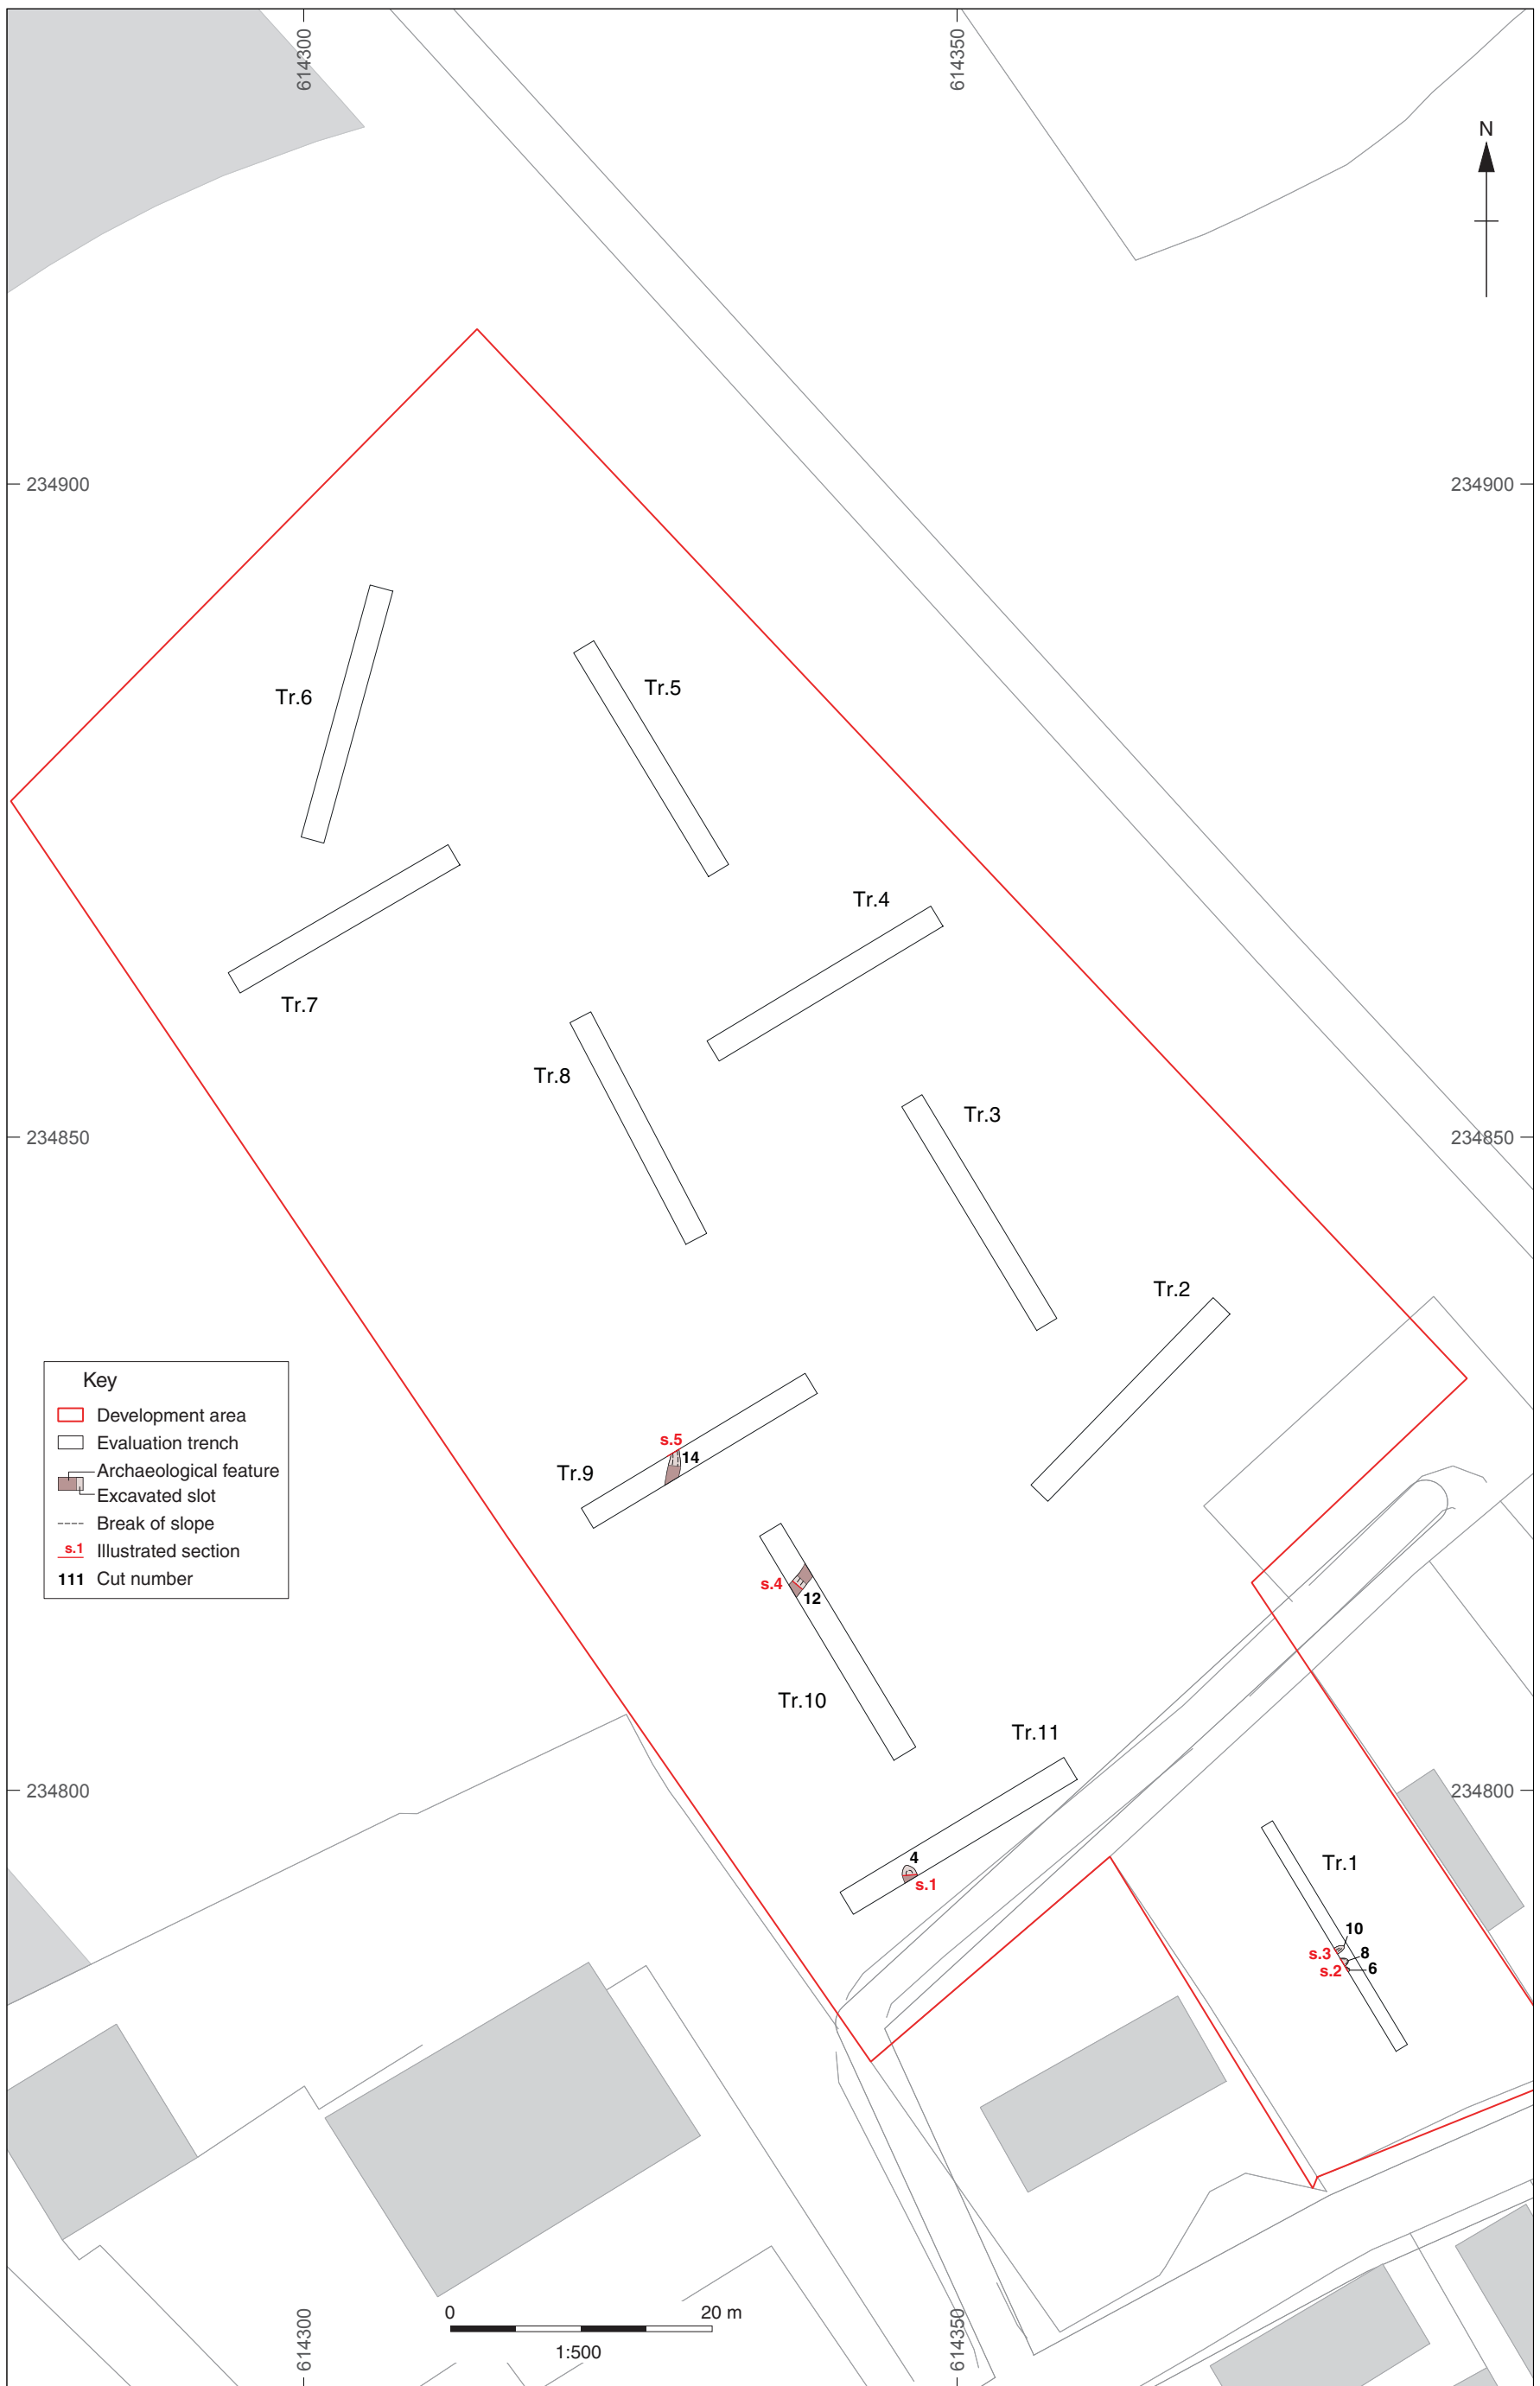 614300
614350
N
234900
234900
Tr.6
Tr.5
Tr.4
Tr.7
Tr.8
Tr.3
234850
234850
Tr.2
Key
Development area
Evaluation trench
Archaeological feature
Excavated slot
Break of slope
s.1 Illustrated section
111 Cut number
s.5
14
Tr.9
s.4
12
Tr.10
Tr.11
234800
234800
4
s.1
Tr.1
10
s.3
8
s.2
6
0
20 m
1:500
614300
614350